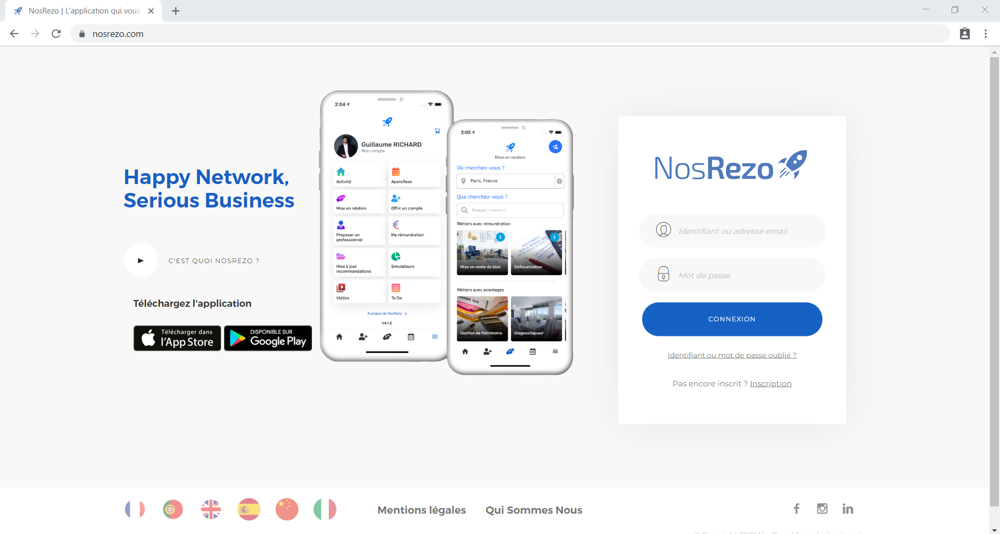 NosRezo | L'application qui vous
nosrezo.com
Happy Network,
Serious Business
C'EST QUOI NOSREZO ?
Téléchargez l'application
Télécharger dans
l'App Store
DISPONIBLE SUR
Google Play
2:04
Guillaume RICHARD
Mon compte
Activité
AperoRezo
Mise en relation
Offrir un compte
Proposer un
professionnel
Ma rémunération
Mise à jour
recommandations
Simulateurs
Vidéos
To Do
A propos de NosRezo
V4.1.0
2:05
Mise en relation
Où cherchez-vous ?
Paris, France
Que cherchez-vous ?
Essayez « Immo »
Métiers avec rémunération
AVIS D'IMPÔT
2009
Mise en vente de bien
Défiscalisation
Métiers avec avantages
INCOME TAX
Gestion de Patrimoine
Diagnostiqueur
NosRezo
Identifiant ou adresse email
Mot de passe
CONNEXION
Identifiant ou mot de passe oublié ?
Pas encore inscrit ? Inscription
Mentions légales
Qui Sommes Nous